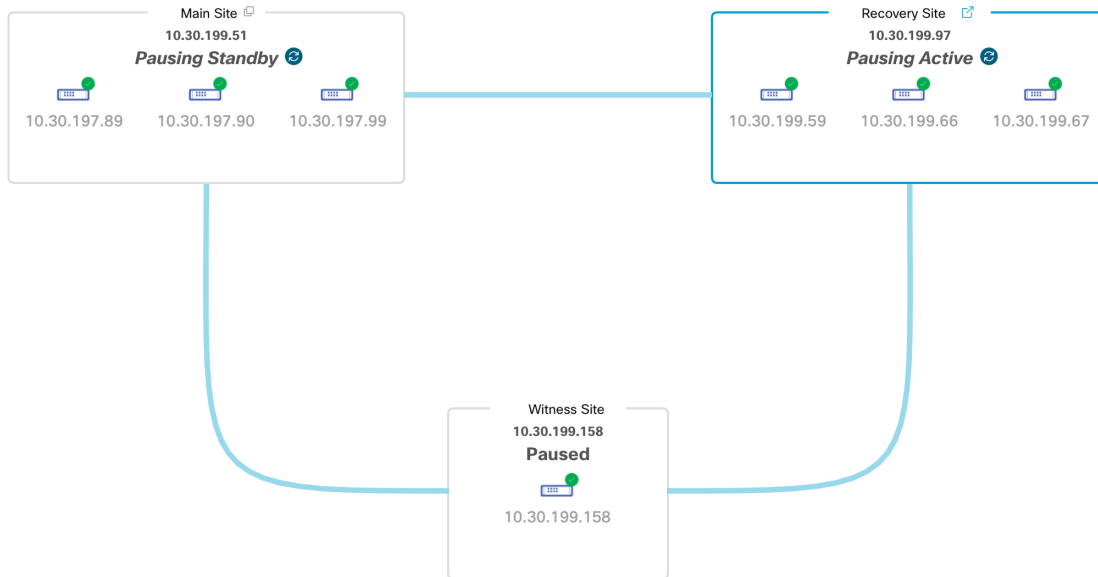 Main Site
10.30.199.51
Pausing Standby
10.30.197.89 10.30.197.90 10.30.197.99
Recovery Site
10.30.199.97
Pausing Active
10.30.199.59 10.30.199.66 10.30.199.67
Witness Site
10.30.199.158
Paused
10.30.199.158